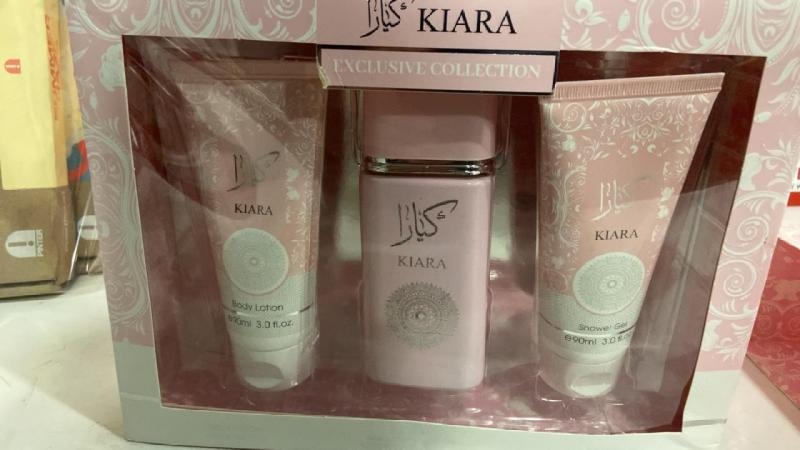 كيارا KIARA
EXCLUSIVE COLLECTION
كيارا
KIARA
Body Lotion
e90ml 3.0 fl.oz.
كيارا
KIARA
كيارا
KIARA
Shower Gel
e90ml 3.0 fl.oz.